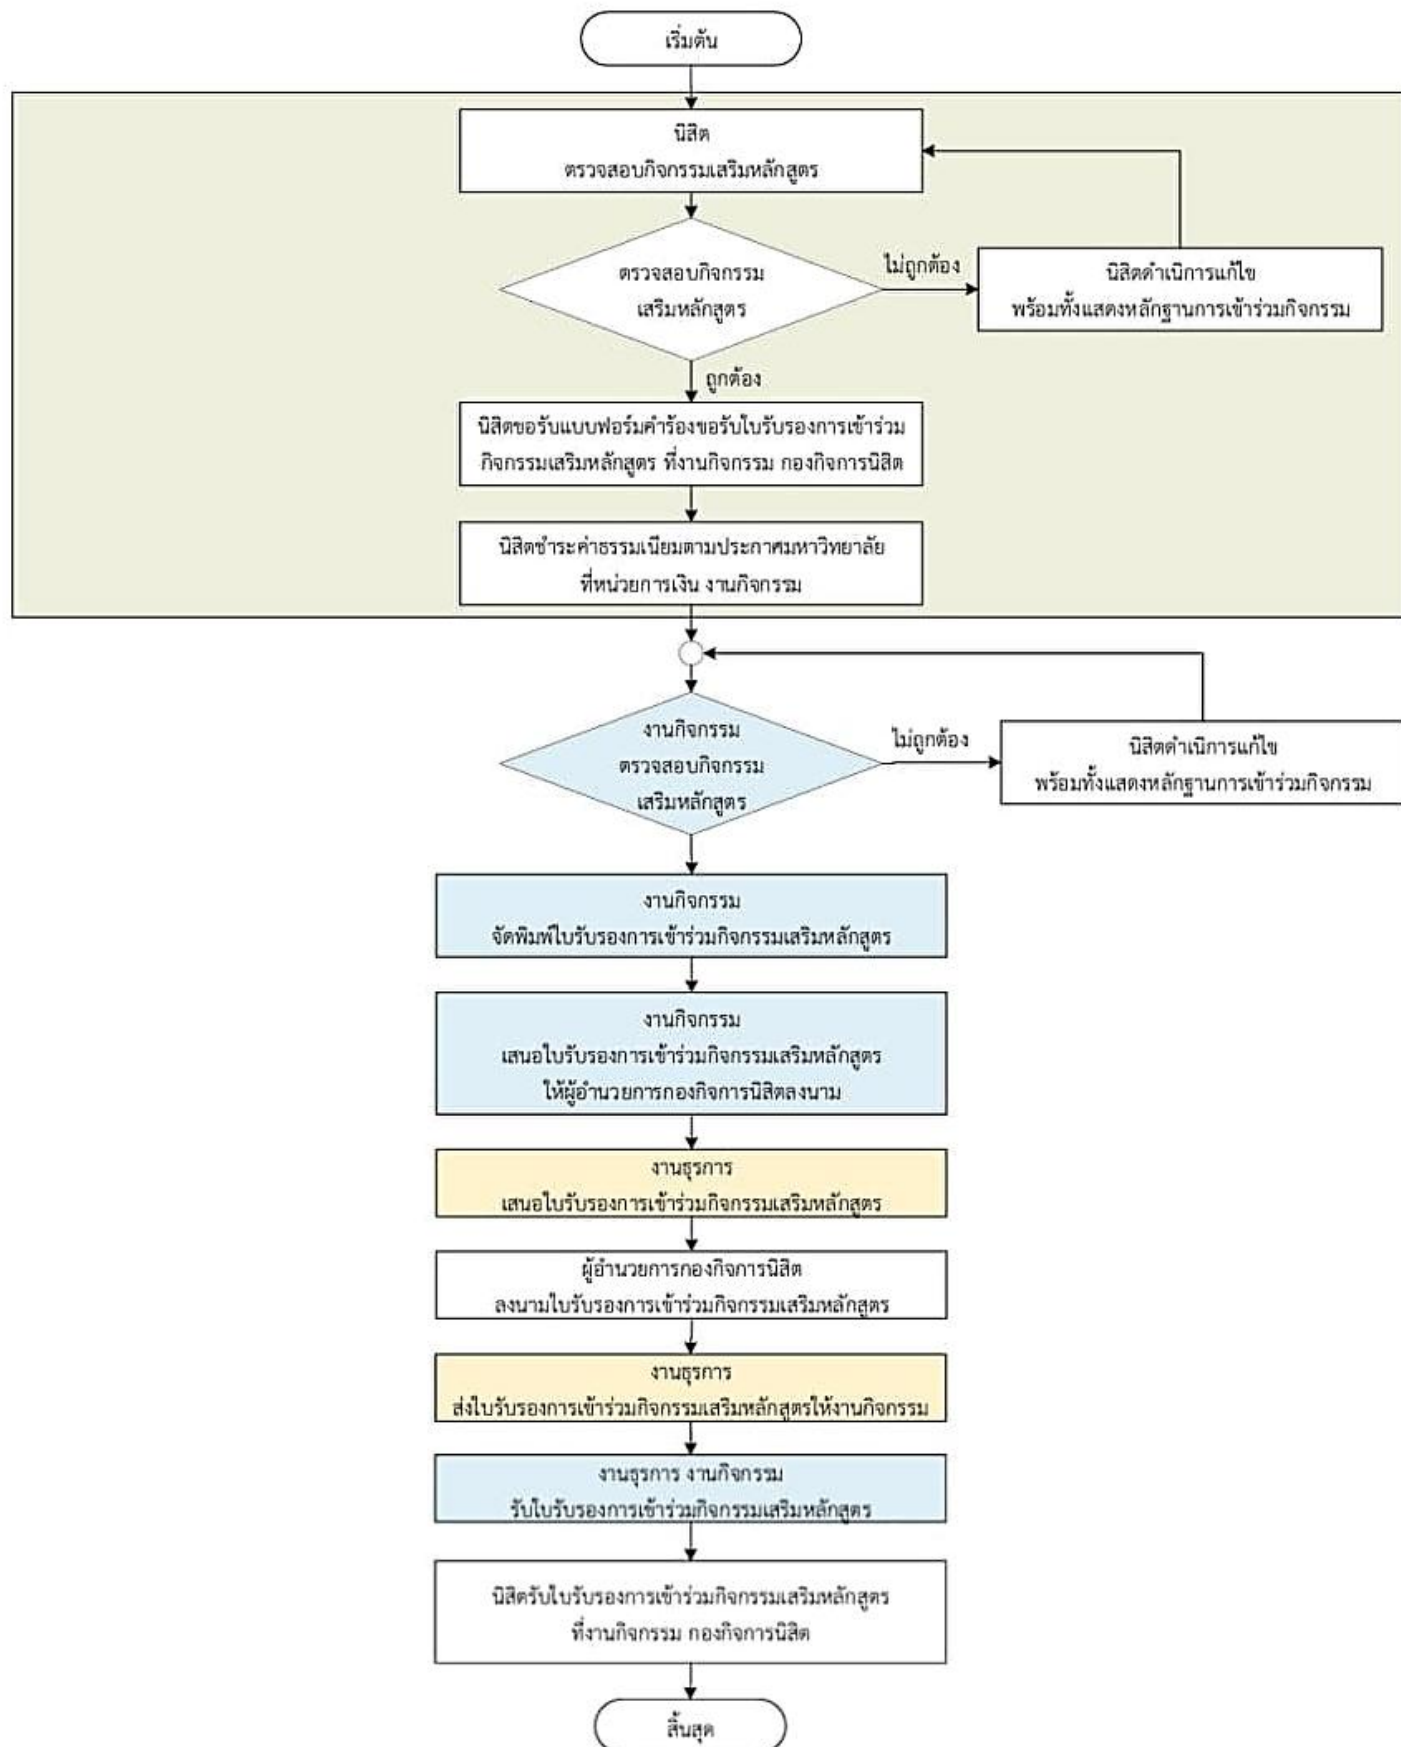 เริ่มต้น
นิสิต
ตรวจสอบกิจกรรมเสริมหลักสูตร
ตรวจสอบกิจกรรม
เสริมหลักสูตร
ไม่ถูกต้อง
นิสิตดำเนิการแก้ไข
พร้อมทั้งแสดงหลักฐานการเข้าร่วมกิจกรรม
ถูกต้อง
นิสิตขอรับแบบฟอร์มคำร้องขอรับใบรับรองการเข้าร่วม
กิจกรรมเสริมหลักสูตร ที่งานกิจกรรม กองกิจการนิสิต
นิสิตชำระค่าธรรมเนียมตามประกาศมหาวิทยาลัย
ที่หน่วยการเงิน งานกิจกรรม
งานกิจกรรม
ตรวจสอบกิจกรรม
เสริมหลักสูตร
ไม่ถูกต้อง
นิสิตดำเนิการแก้ไข
พร้อมทั้งแสดงหลักฐานการเข้าร่วมกิจกรรม
งานกิจกรรม
จัดพิมพ์ใบรับรองการเข้าร่วมกิจกรรมเสริมหลักสูตร
งานกิจกรรม
เสนอใบรับรองการเข้าร่วมกิจกรรมเสริมหลักสูตร
ให้ผู้อำนวยการกองกิจการนิสิตลงนาม
งานธุรการ
เสนอใบรับรองการเข้าร่วมกิจกรรมเสริมหลักสูตร
ผู้อำนวยการกองกิจการนิสิต
ลงนามใบรับรองการเข้าร่วมกิจกรรมเสริมหลักสูตร
งานธุรการ
ส่งใบรับรองการเข้าร่วมกิจกรรมเสริมหลักสูตรให้งานกิจกรรม
งานธุรการ งานกิจกรรม
รับใบรับรองการเข้าร่วมกิจกรรมเสริมหลักสูตร
นิสิตรับใบรับรองการเข้าร่วมกิจกรรมเสริมหลักสูตร
ที่งานกิจกรรม กองกิจการนิสิต
สิ้นสุด